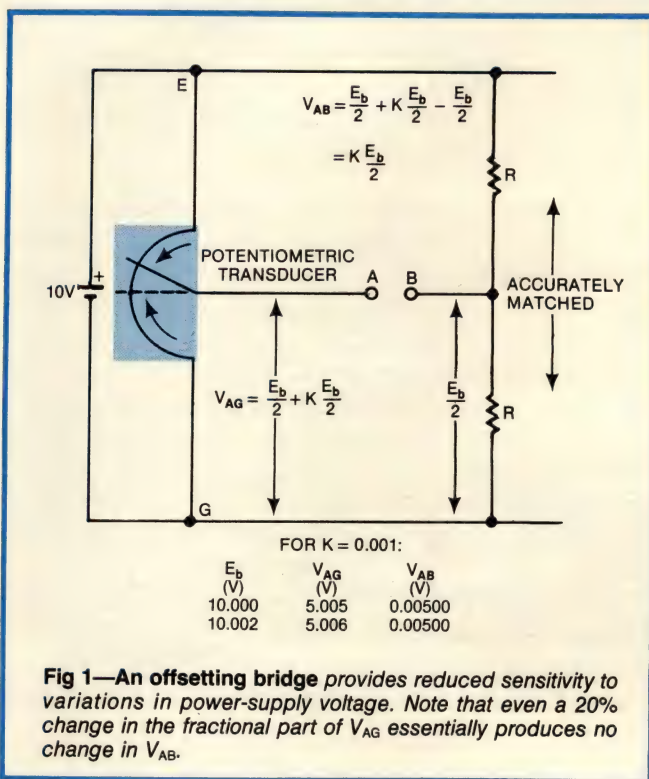 E
V_AB = E_b/2 + K E_b/2 − E_b/2
= K E_b/2
R
POTENTIOMETRIC
TRANSDUCER
A B
10V
+
ACCURATELY
MATCHED
V_AG = E_b/2 + K E_b/2
E_b/2
R
G
FOR K = 0.001:
E_b V_AG V_AB
(V) (V) (V)
10.000 5.005 0.00500
10.002 5.006 0.00500
Fig 1—An offsetting bridge provides reduced sensitivity to
variations in power-supply voltage. Note that even a 20%
change in the fractional part of V_AG essentially produces no
change in V_AB.